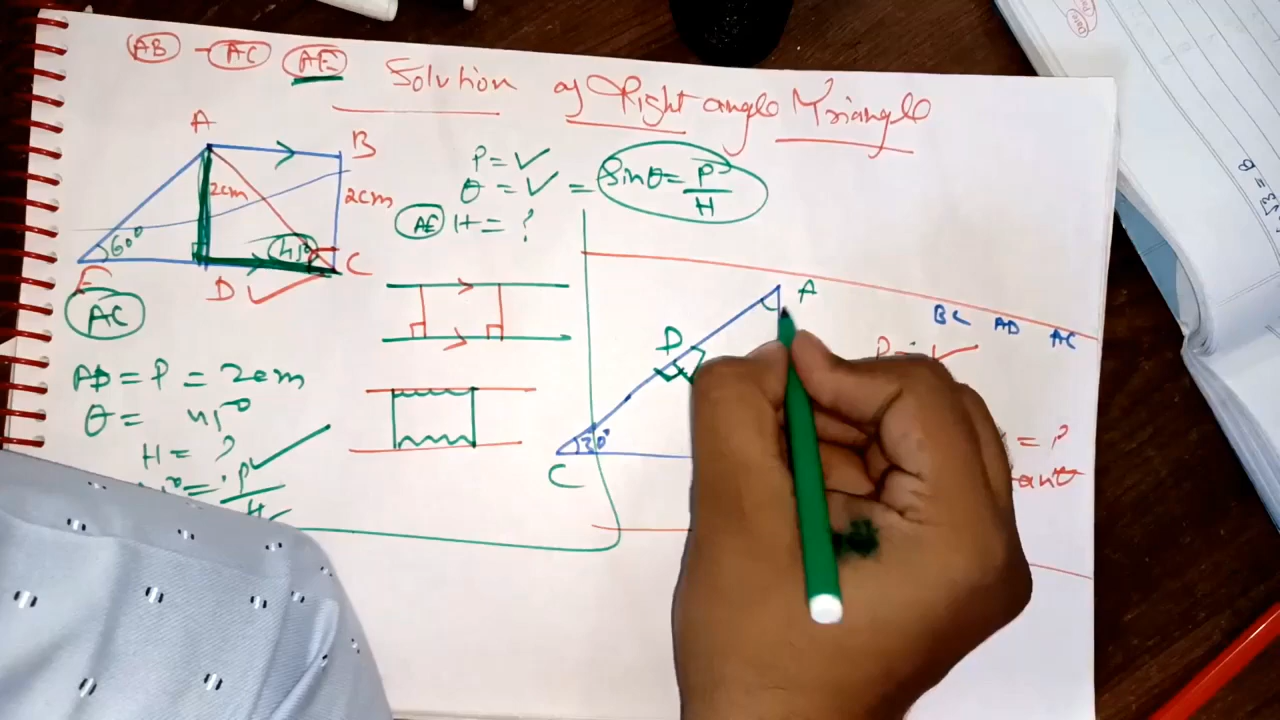 AB - AC AE
Solution of Right angle Triangle
A
B
2cm
2cm
60°
45°
E
D
C
P = ✓
θ = ✓ = Sinθ = P/H
AE H = ?
AC
AD = P = 2cm
θ = 45°
H = ?
= P/H
A
D
30°
C
BC AD AC
P = ✓
= ?
tanθ